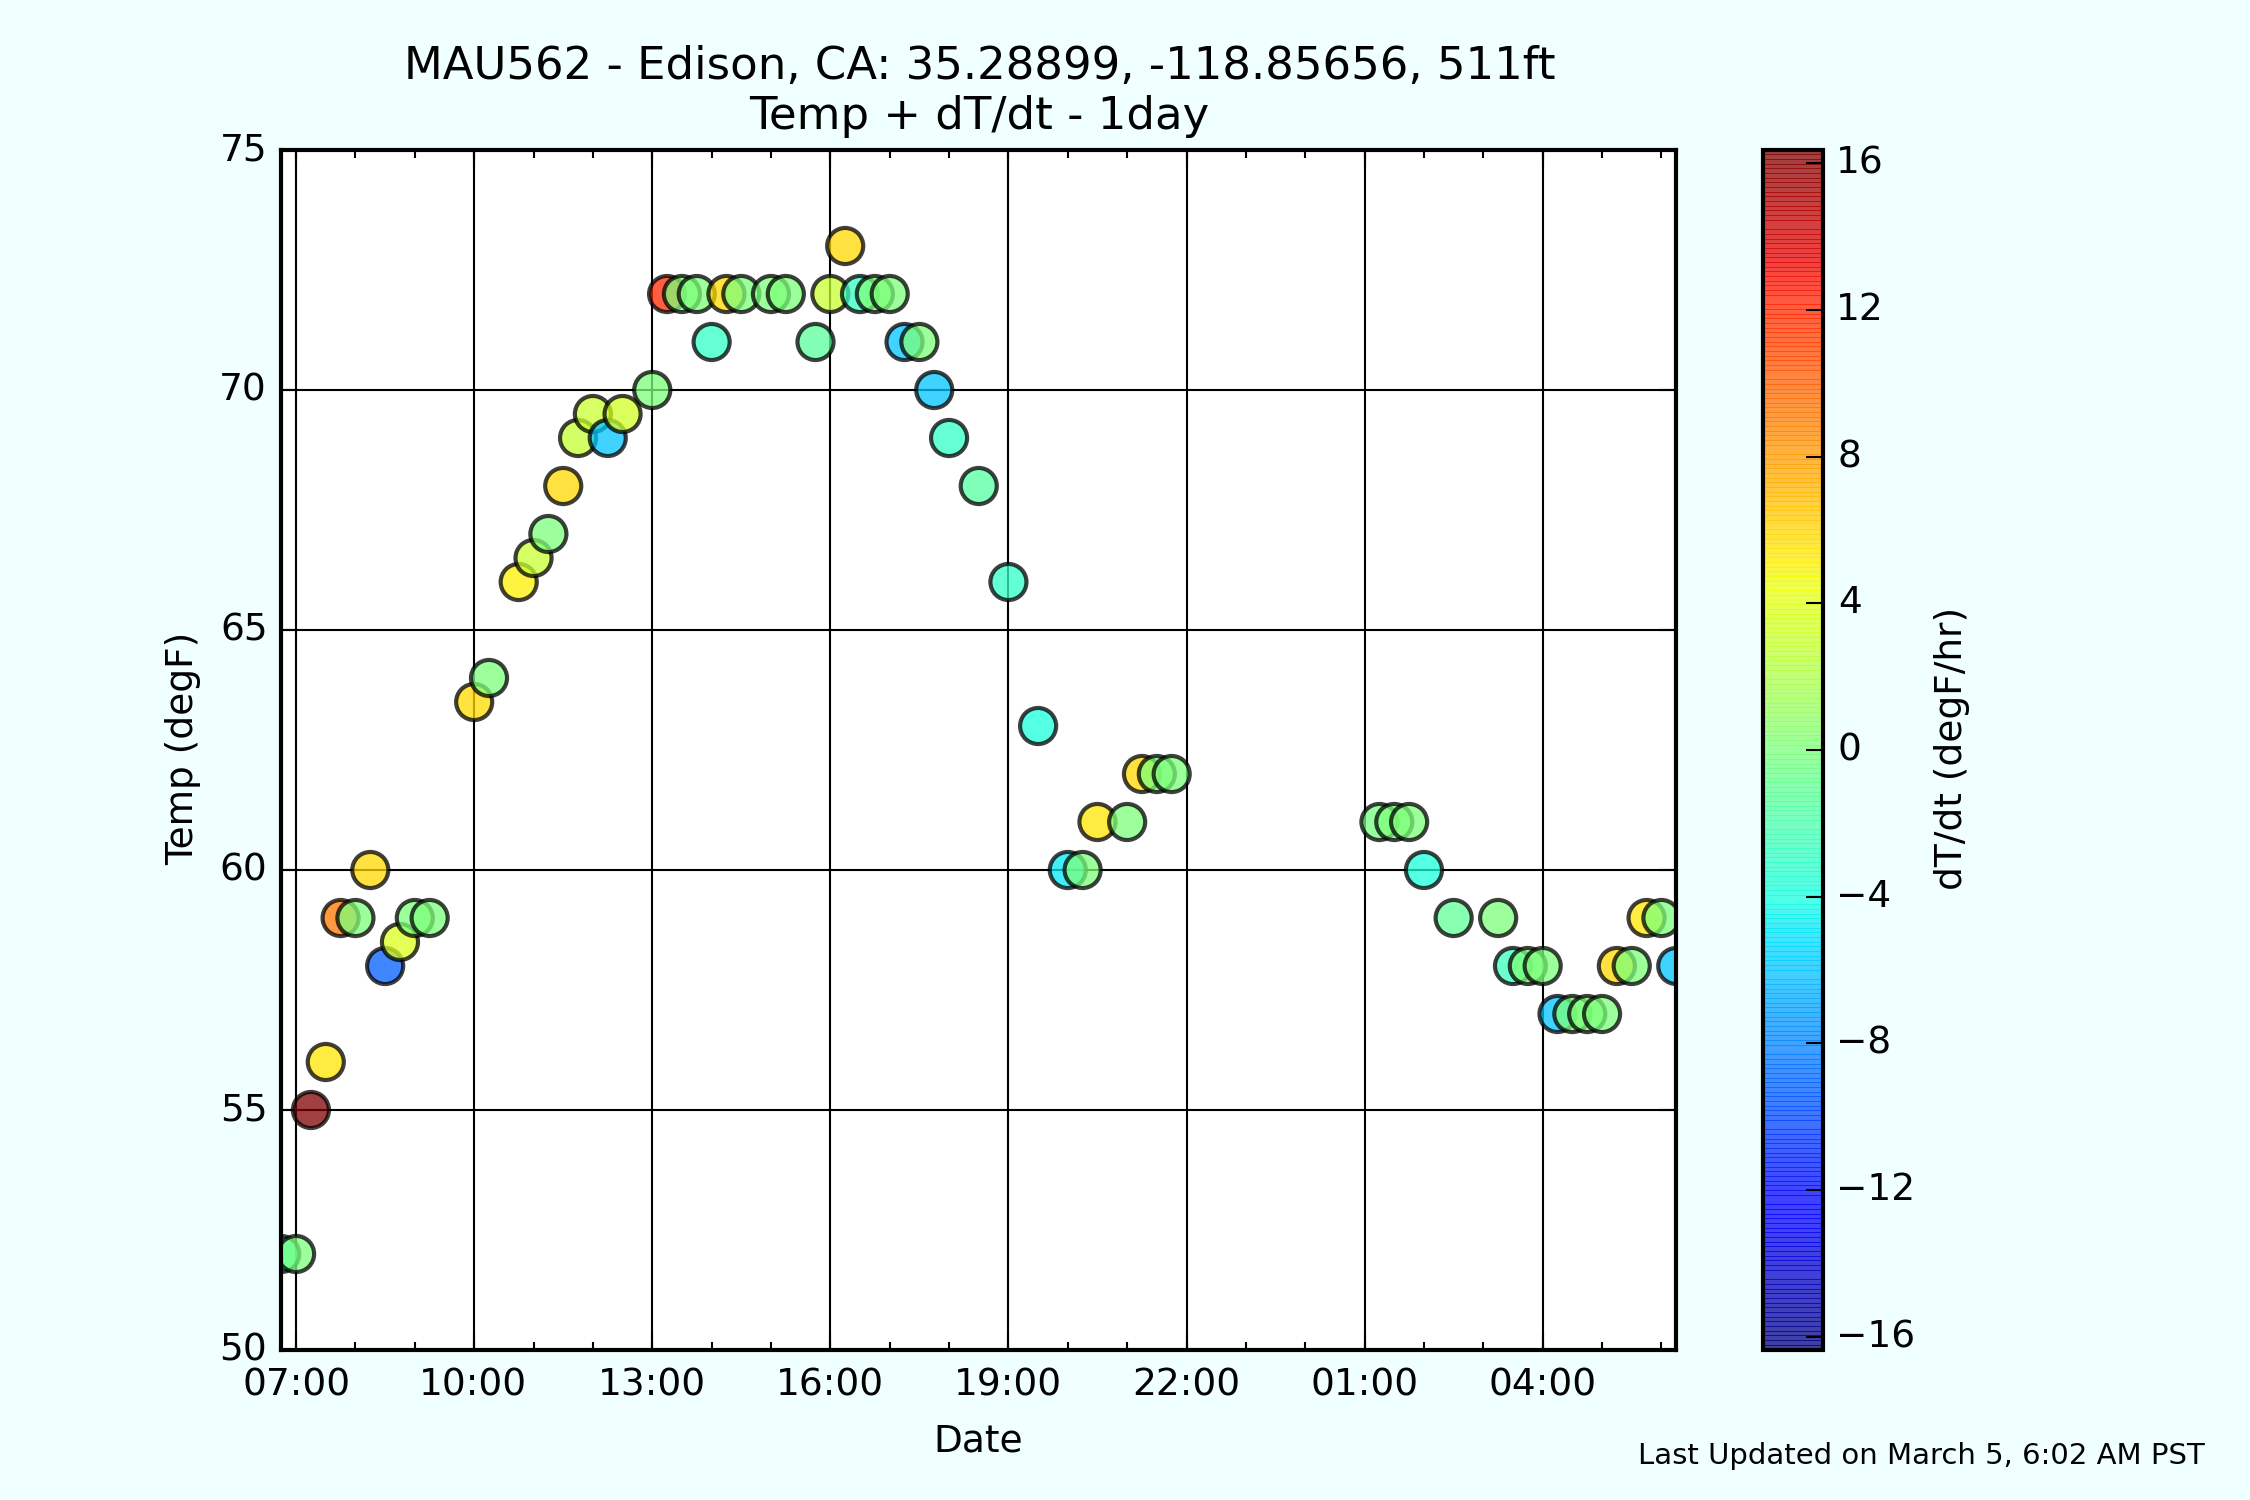 MAU562 - Edison, CA: 35.28899, -118.85656, 511ft
Temp + dT/dt - 1day
75
70
65
60
55
50
Temp (degF)
07:00 10:00 13:00 16:00 19:00 22:00 01:00 04:00
Date
16
12
8
4
0
−4
−8
−12
−16
dT/dt (degF/hr)
Last Updated on March 5, 6:02 AM PST